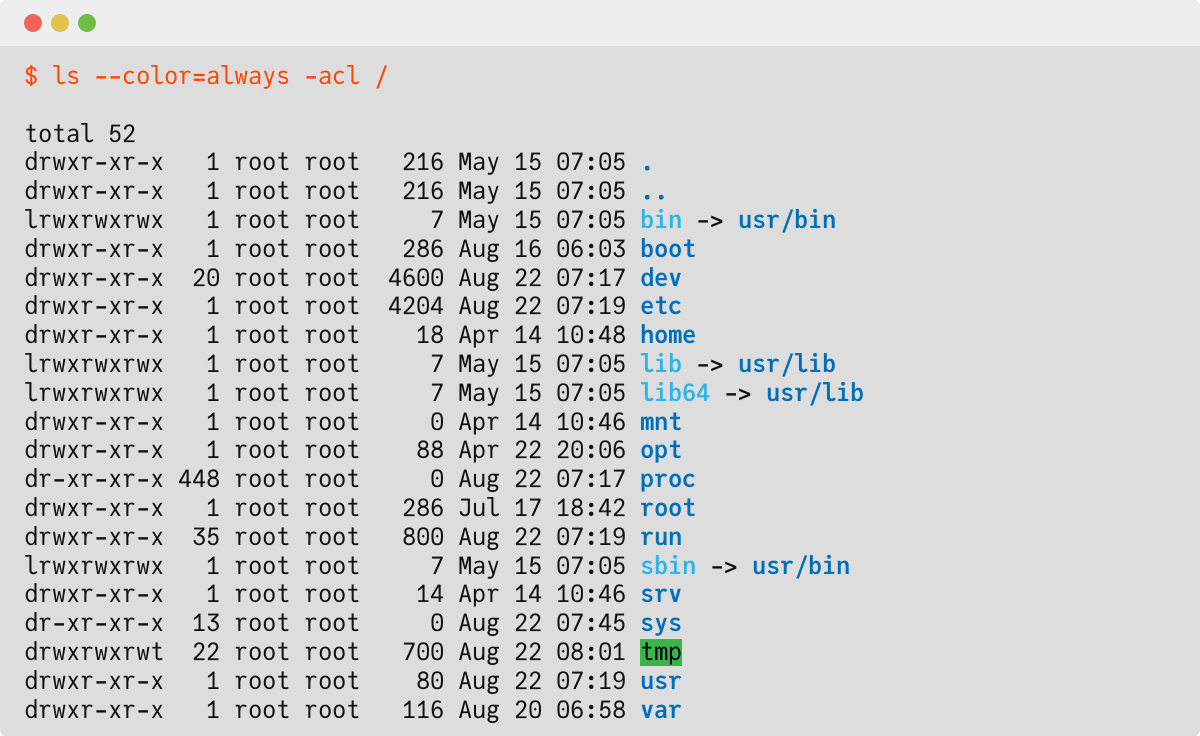 $ ls --color=always -acl /

total 52
drwxr-xr-x   1 root root   216 May 15 07:05 .
drwxr-xr-x   1 root root   216 May 15 07:05 ..
lrwxrwxrwx   1 root root     7 May 15 07:05 bin -> usr/bin
drwxr-xr-x   1 root root   286 Aug 16 06:03 boot
drwxr-xr-x  20 root root  4600 Aug 22 07:17 dev
drwxr-xr-x   1 root root  4204 Aug 22 07:19 etc
drwxr-xr-x   1 root root    18 Apr 14 10:48 home
lrwxrwxrwx   1 root root     7 May 15 07:05 lib -> usr/lib
lrwxrwxrwx   1 root root     7 May 15 07:05 lib64 -> usr/lib
drwxr-xr-x   1 root root     0 Apr 14 10:46 mnt
drwxr-xr-x   1 root root    88 Apr 22 20:06 opt
dr-xr-xr-x 448 root root     0 Aug 22 07:17 proc
drwxr-xr-x   1 root root   286 Jul 17 18:42 root
drwxr-xr-x  35 root root   800 Aug 22 07:19 run
lrwxrwxrwx   1 root root     7 May 15 07:05 sbin -> usr/bin
drwxr-xr-x   1 root root    14 Apr 14 10:46 srv
dr-xr-xr-x  13 root root     0 Aug 22 07:45 sys
drwxrwxrwt  22 root root   700 Aug 22 08:01 tmp
drwxr-xr-x   1 root root    80 Aug 22 07:19 usr
drwxr-xr-x   1 root root   116 Aug 20 06:58 var